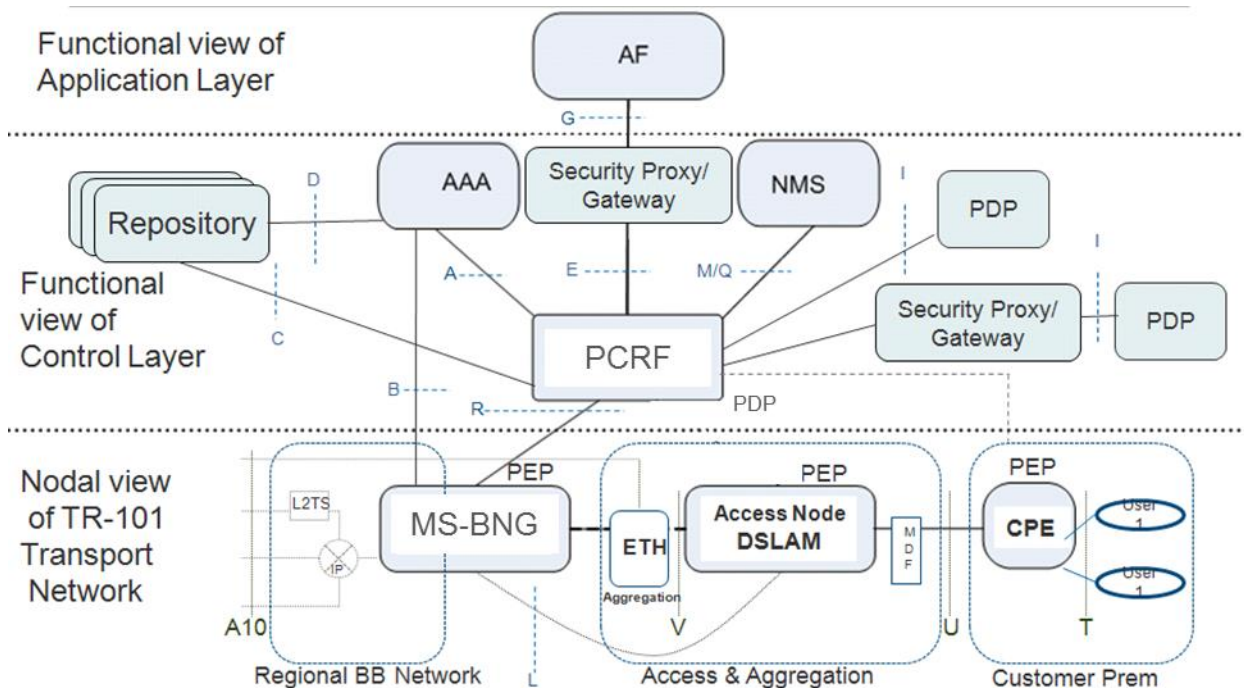 Functional view of
Application Layer
AF
G
D
AAA
Security Proxy/
Gateway
NMS
I
PDP
Repository
A
E
M/Q
I
Functional
view of
Control Layer
C
Security Proxy/
Gateway
PDP
PCRF
B
R
PDP
Nodal view
of TR-101
Transport
Network
L2TS
IP
PEP
MS-BNG
ETH
Aggregation
PEP
Access Node
DSLAM
M
D
F
PEP
CPE
User
1
User
1
A10
V
U
T
Regional BB Network
L
Access & Aggregation
Customer Prem